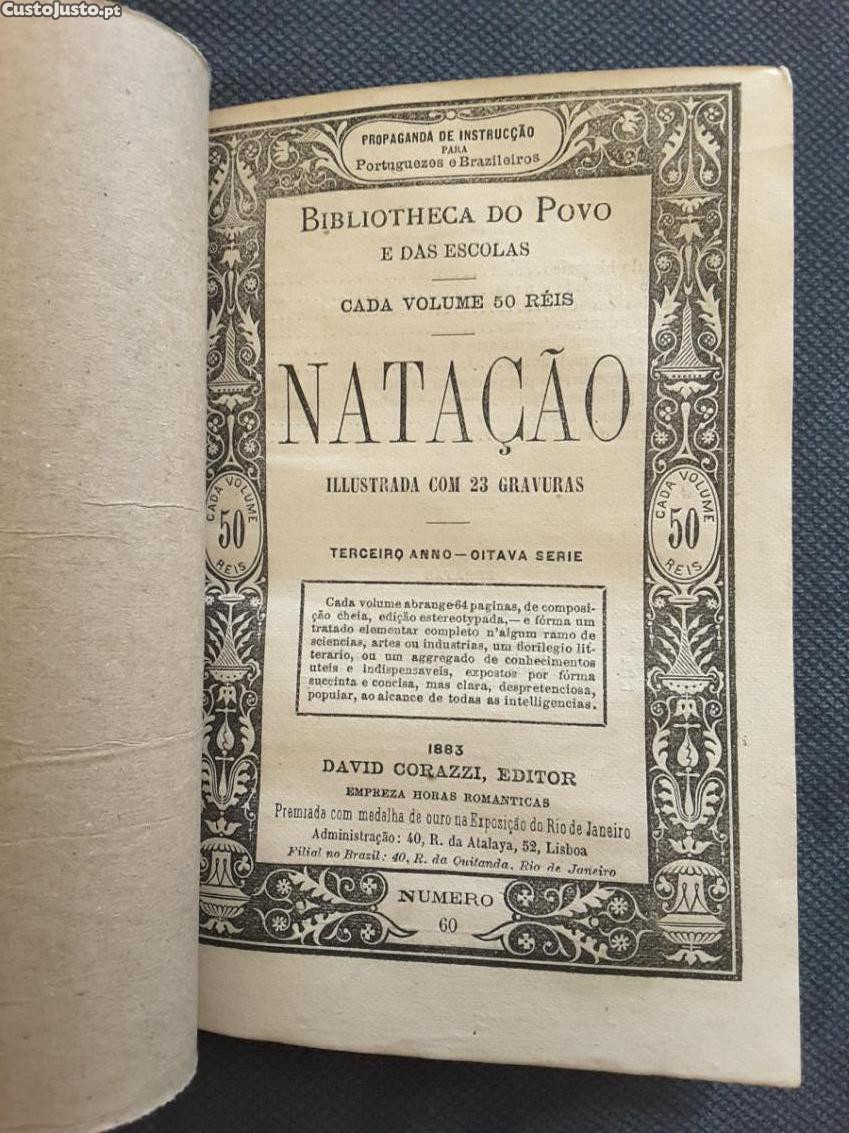 CustoJusto.pt
PROPAGANDA DE INSTRUCÇÃO
PARA
Portuguezes e Brazileiros
BIBLIOTHECA DO POVO
E DAS ESCOLAS
CADA VOLUME 50 RÉIS
NATAÇÃO
ILLUSTRADA COM 23 GRAVURAS
CADA VOLUME
50
REIS
CADA VOLUME
50
REIS
TERCEIRO ANNO—OITAVA SERIE
Cada volume abrange 64 paginas, de composi-
ção cheia, edição estereotypada,— e fórma um
tratado elementar completo n'algum ramo de
sciencias, artes ou industrias, um florilegio lit-
terario, ou um aggregado de conhecimentos
uteis e indispensaveis, expostos por fórma
succinta e concisa, mas clara, despretenciosa,
popular, ao alcance de todas as intelligencias.
1883
DAVID CORAZZI, EDITOR
EMPREZA HORAS ROMANTICAS
Premiada com medalha de ouro na Exposição do Rio de Janeiro
Administração: 40, R. da Atalaya, 52, Lisboa
Filial no Brazil: 40, R. da Quitanda. Rio de Janeiro
NUMERO
60